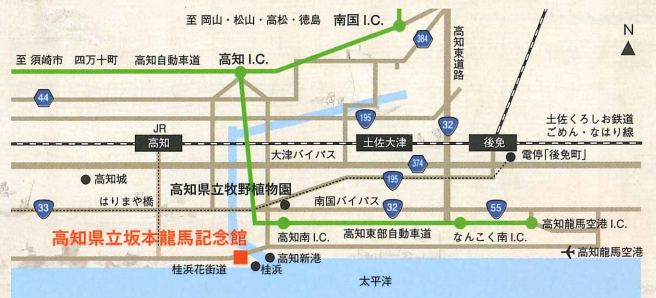 至 岡山・松山・高松・徳島
南国 I.C.
N
至 須崎市 四万十町 高知自動車道
高知 I.C.
384
高知東道路
44
195
32
土佐くろしお鉄道
ごめん・なはり線
JR
高知
土佐大津
後免
大津バイパス
374
電停「後免町」
高知城
195
高知県立牧野植物園
はりまや橋
南国バイパス
33
32
55
高知南 I.C.
高知東部自動車道
なんこく南 I.C.
高知龍馬空港 I.C.
高知県立坂本龍馬記念館
高知新港
高知龍馬空港
桂浜花街道
桂浜
太平洋